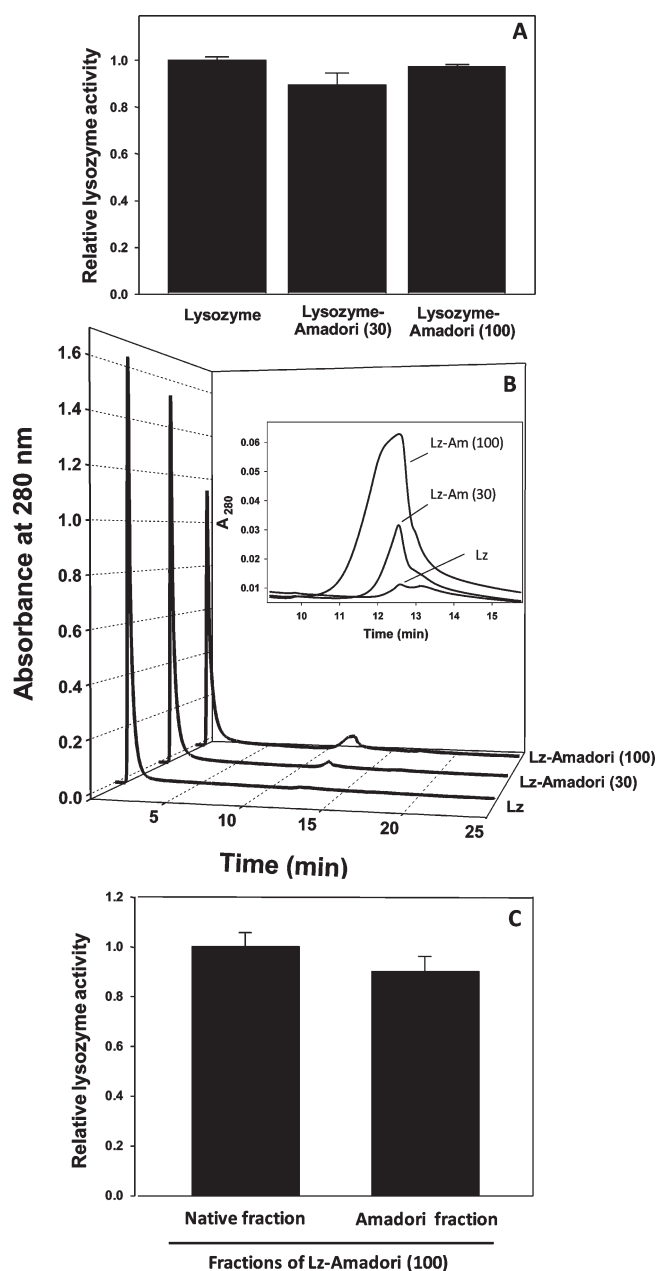 A
Relative lysozyme activity
1.0
0.8
0.6
0.4
0.2
0.0
Lysozyme
Lysozyme-
Amadori (30)
Lysozyme-
Amadori (100)
B
Absorbance at 280 nm
1.6
1.4
1.2
1.0
0.8
0.6
0.4
0.2
0.0
5
10
15
20
25
Time (min)
Lz-Amadori (100)
Lz-Amadori (30)
Lz
A 280
0.06
0.05
0.04
0.03
0.02
0.01
10
11
12
13
14
15
Time (min)
Lz-Am (100)
Lz-Am (30)
Lz
C
Relative lysozyme activity
1.2
1.0
0.8
0.6
0.4
0.2
0.0
Native fraction
Amadori fraction
Fractions of Lz-Amadori (100)